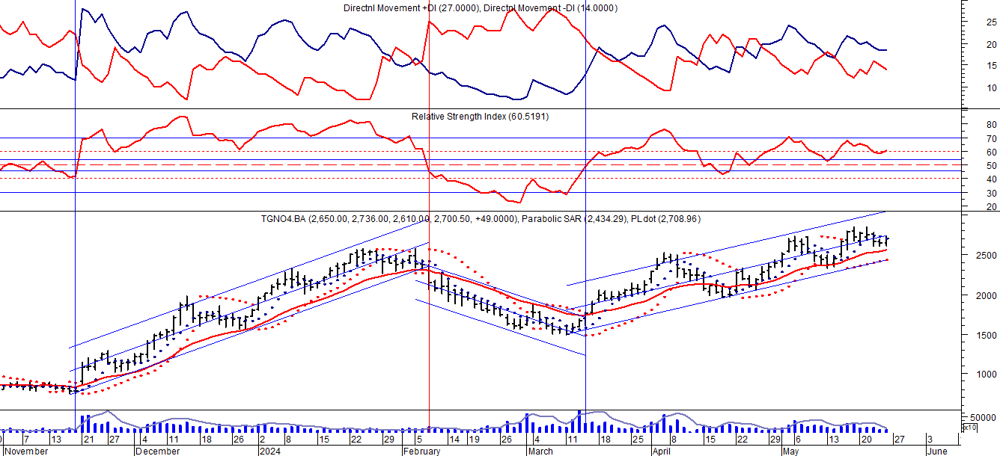 Directnl Movement +DI (27.0000), Directnl Movement -DI (14.0000)
25
20
15
10
Relative Strength Index (60.5191)
80
70
60
50
40
30
20
TGNO4.BA (2,650.00, 2,736.00, 2,610.00, 2,700.50, +49.0000), Parabolic SAR (2,434.29), PLdot (2,708.96)
2500
2000
1500
1000
50000
x10
7 13 21 27 4 11 18 26 2 8 15 22 29 5 14 19 26 4 11 18 25 1 8 15 22 29 6 13 20 27 3
November December 2024 February March April May June